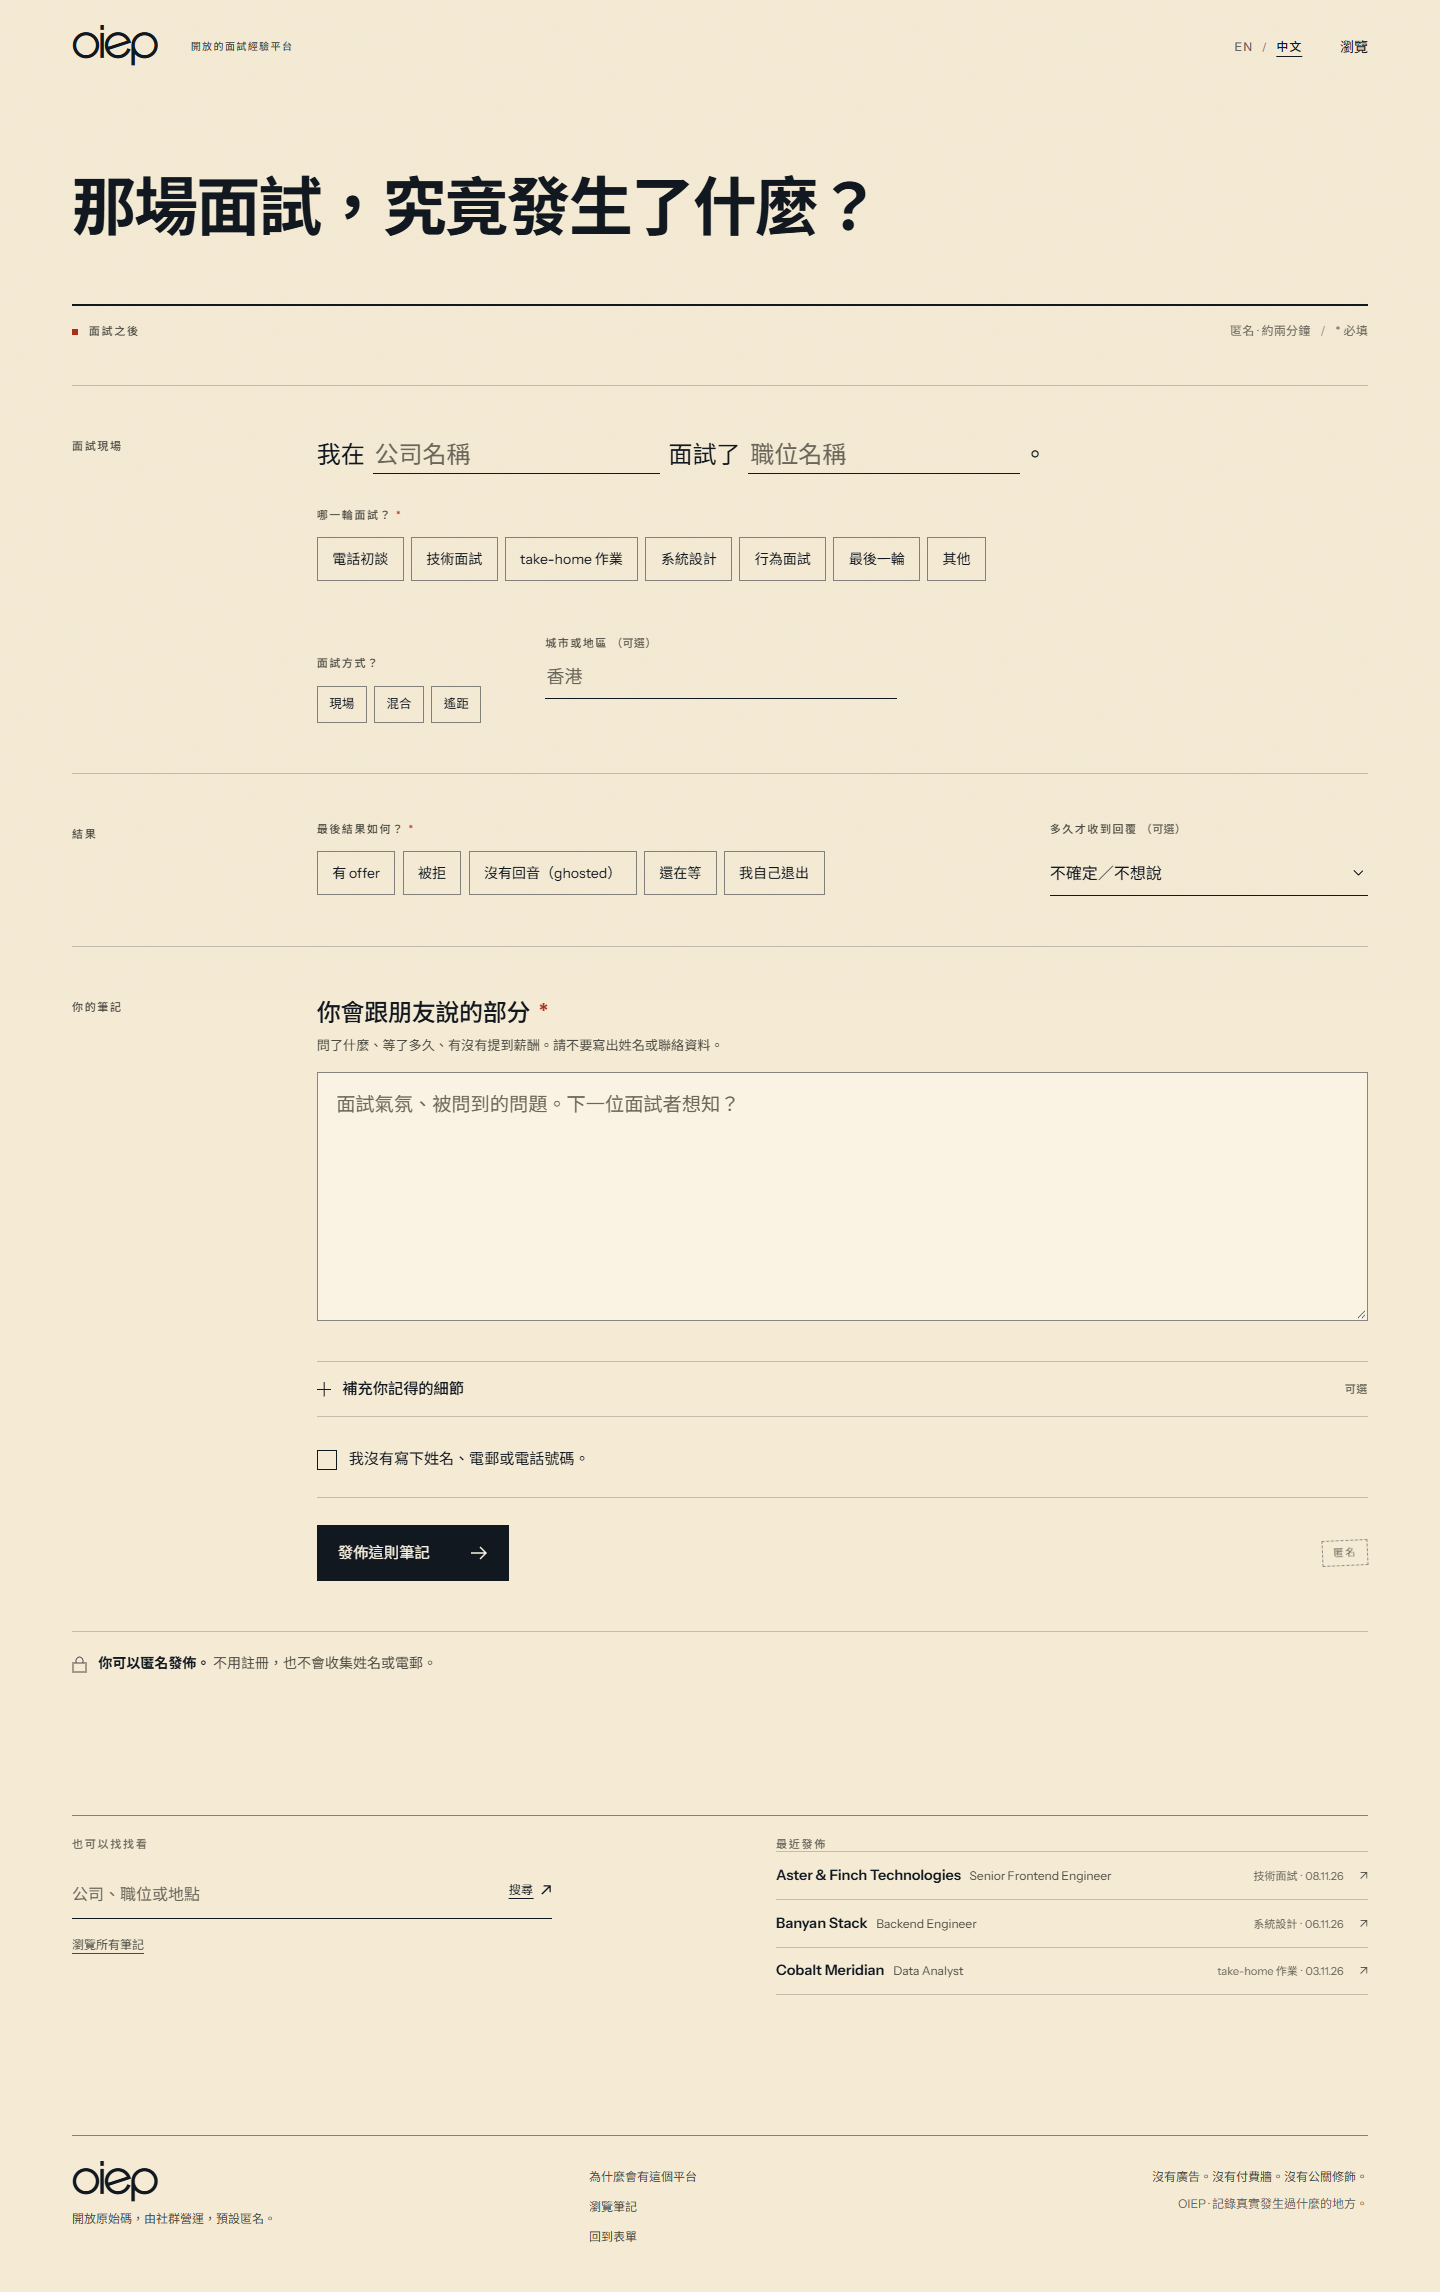 oiep 開放的面試經驗平台 EN / 中文 瀏覽
那場面試，究竟發生了什麼？
面試之後 匿名·約兩分鐘 / * 必填
面試現場
我在 公司名稱 面試了 職位名稱 。
哪一輪面試？ *
電話初談 技術面試 take-home 作業 系統設計 行為面試 最後一輪 其他
城市或地區 （可選）
面試方式？
香港
現場 混合 遙距
結果
最後結果如何？ * 多久才收到回覆 （可選）
有 offer 被拒 沒有回音（ghosted） 還在等 我自己退出 不確定／不想說
你的筆記
你會跟朋友說的部分 *
問了什麼、等了多久、有沒有提到薪酬。請不要寫出姓名或聯絡資料。
面試氣氛、被問到的問題。下一位面試者想知？
補充你記得的細節 可選
我沒有寫下姓名、電郵或電話號碼。
發佈這則筆記 →
匿名
你可以匿名發佈。 不用註冊，也不會收集姓名或電郵。
也可以找找看
公司、職位或地點 搜尋
瀏覽所有筆記
最近發佈
Aster & Finch Technologies Senior Frontend Engineer 技術面試 · 08.11.26
Banyan Stack Backend Engineer 系統設計 · 06.11.26
Cobalt Meridian Data Analyst take-home 作業 · 03.11.26
oiep
開放原始碼，由社群營運，預設匿名。
為什麼會有這個平台
瀏覽筆記
回到表單
沒有廣告。沒有付費牆。沒有公關修飾。
OIEP · 記錄真實發生過什麼的地方。